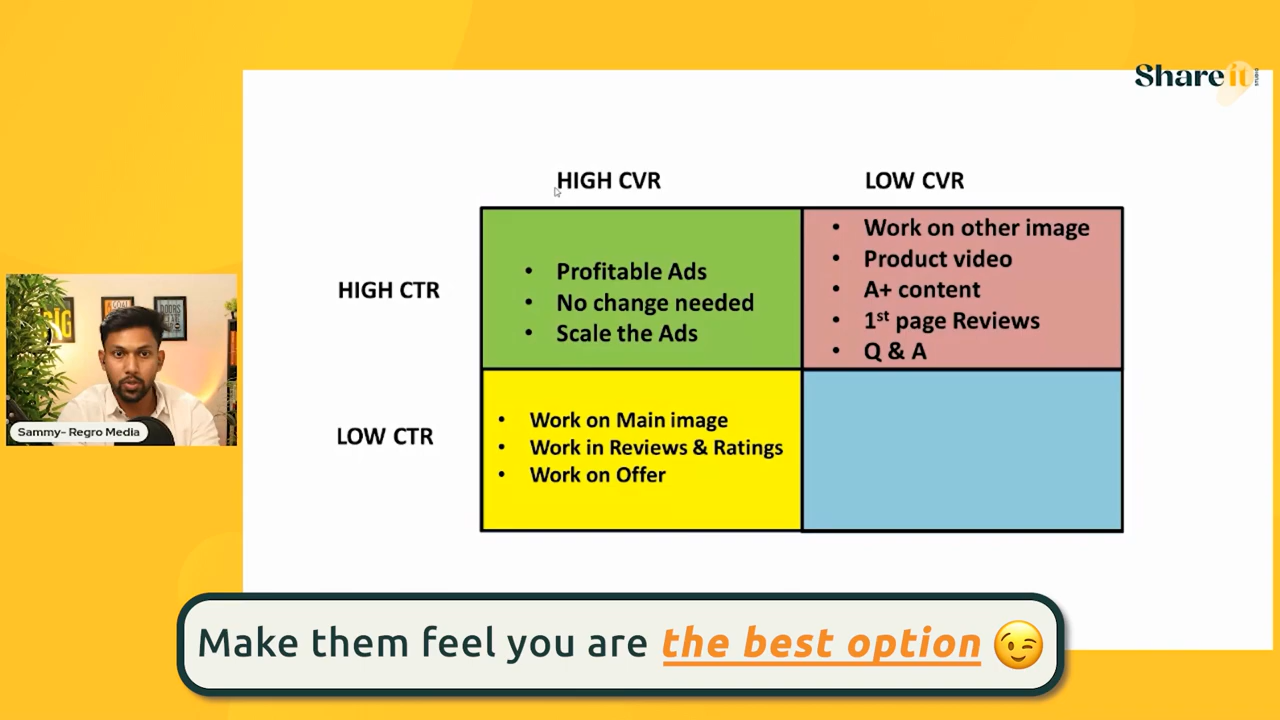 Share it
STUDIO
HIGH CVR
LOW CVR
HIGH CTR
• Profitable Ads
• No change needed
• Scale the Ads
• Work on other image
• Product video
• A+ content
• 1st page Reviews
• Q & A
LOW CTR
• Work on Main image
• Work in Reviews & Ratings
• Work on Offer
Sammy- Regro Media
Make them feel you are the best option 😉